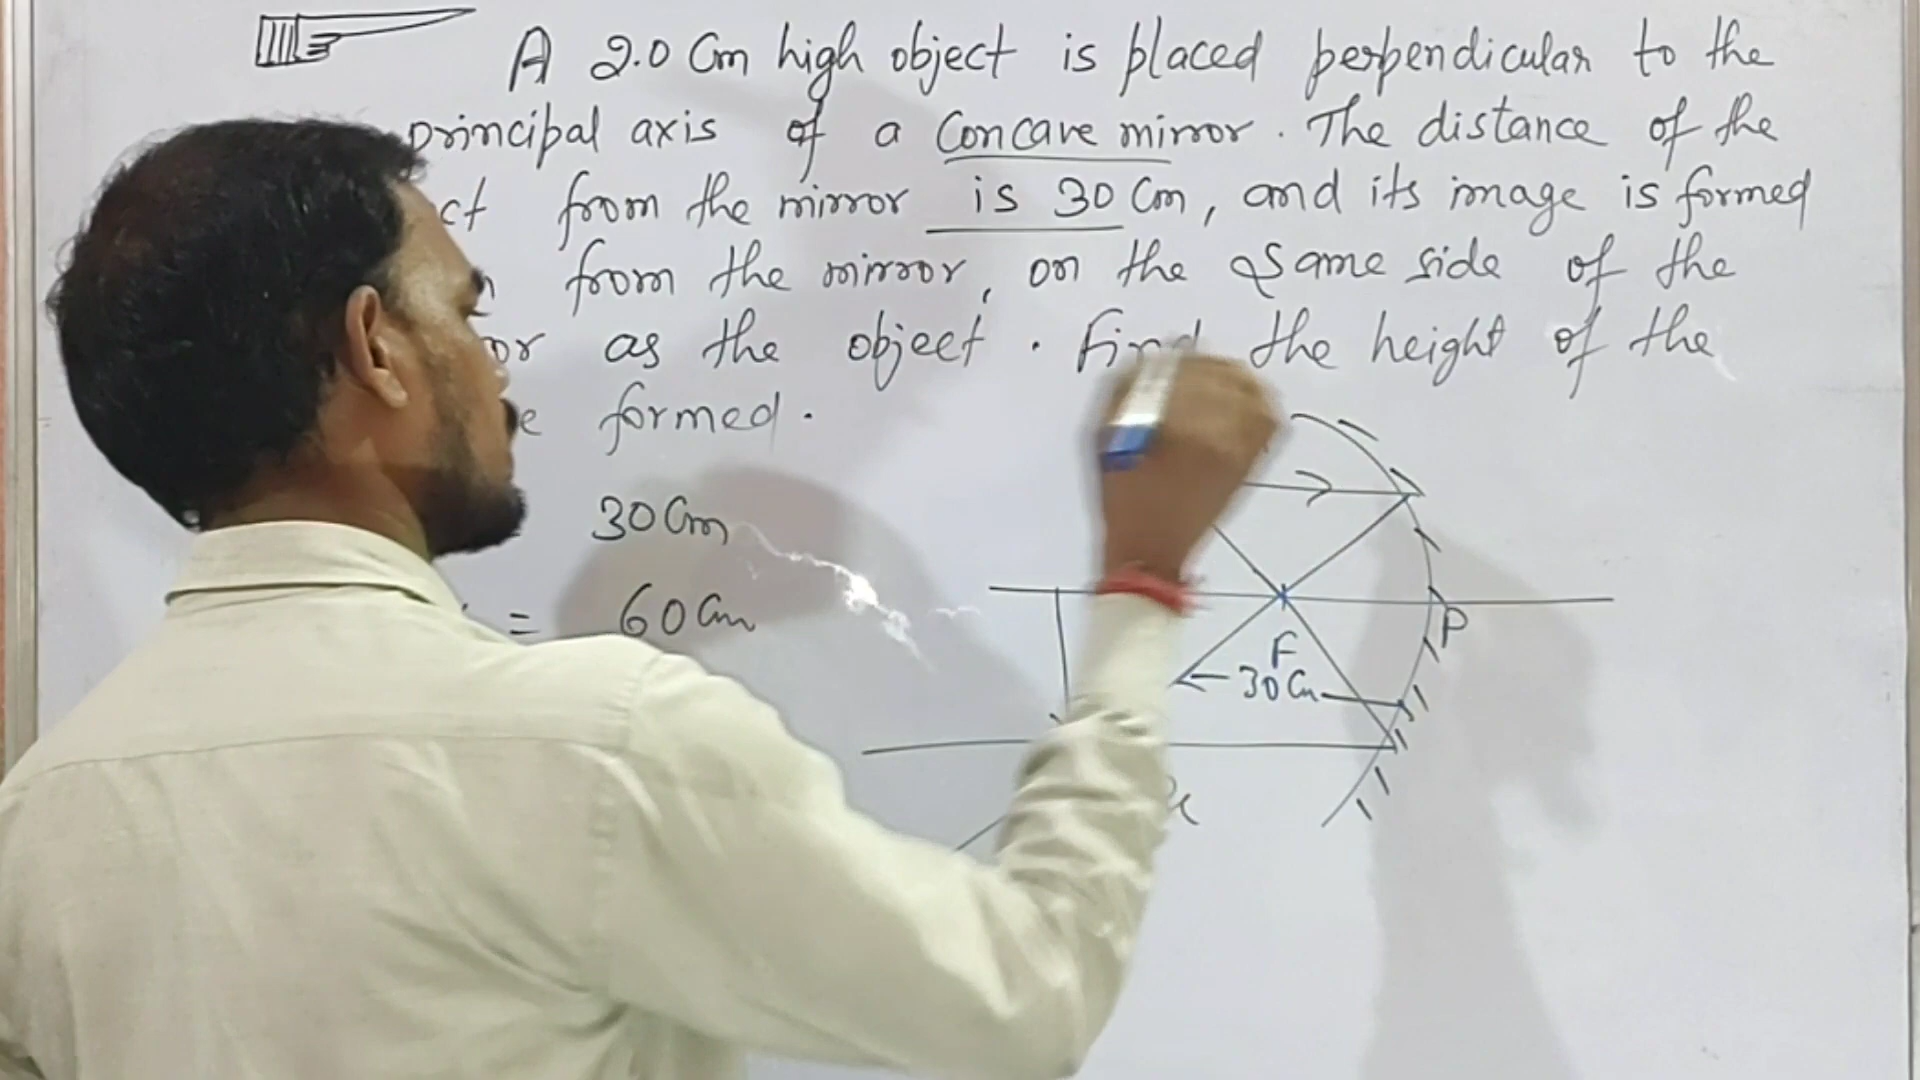 A 2.0 Cm high object is placed perpendicular to the
principal axis of a Concave mirror. The distance of the
ct from the mirror is 30 Cm, and its image is formed
from the mirror, on the same side of the
or as the object. Find the height of the
e formed.
30 Cm
= 60 Cm
P
F
30 Cm